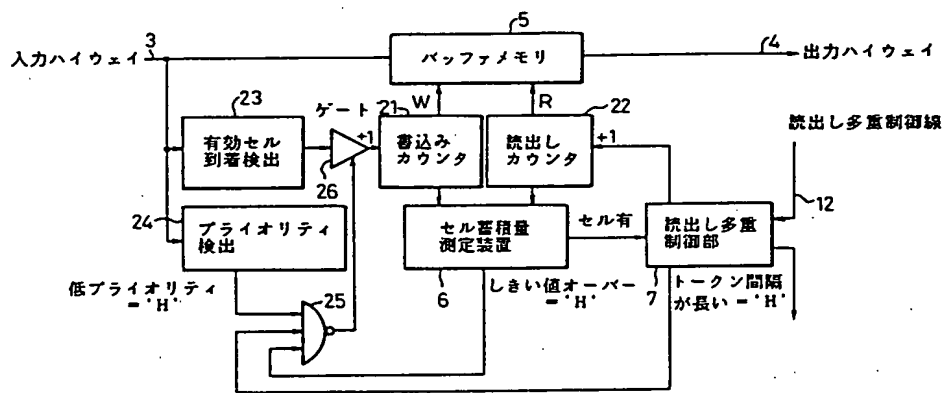 5
入力ハイウェイ 3
バッファメモリ
4 出力ハイウェイ
23
ゲート 21 W R 22
有効セル
到着検出
+1
26
書込み
カウンタ
読出し
カウンタ
+1
読出し多重制御線
12
24
プライオリティ
検出
セル蓄積量
測定装置
セル有
読出し多重
制御部
低プライオリティ
="H"
25
6
しきい値オーバー
="H"
7
トークン間隔
が長い="H"